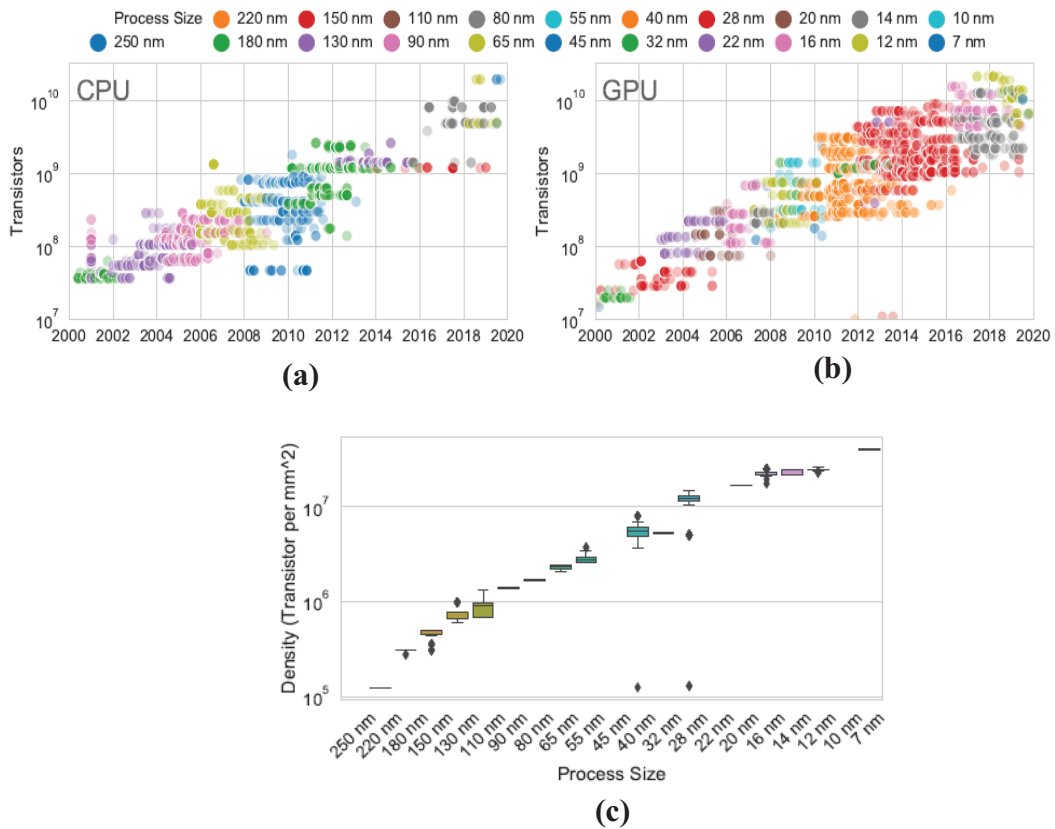 Process Size 220 nm 150 nm 110 nm 80 nm 55 nm 40 nm 28 nm 20 nm 14 nm 10 nm
250 nm 180 nm 130 nm 90 nm 65 nm 45 nm 32 nm 22 nm 16 nm 12 nm 7 nm
CPU
Transistors
10^10
10^9
10^8
10^7
2000 2002 2004 2006 2008 2010 2012 2014 2016 2018 2020
(a)
GPU
Transistors
10^10
10^9
10^8
10^7
2000 2002 2004 2006 2008 2010 2012 2014 2016 2018 2020
(b)
Density (Transistor per mm^2)
10^7
10^6
10^5
250 nm 220 nm 180 nm 150 nm 130 nm 110 nm 90 nm 80 nm 65 nm 55 nm 45 nm 40 nm 32 nm 28 nm 22 nm 20 nm 16 nm 14 nm 12 nm 10 nm 7 nm
Process Size
(c)